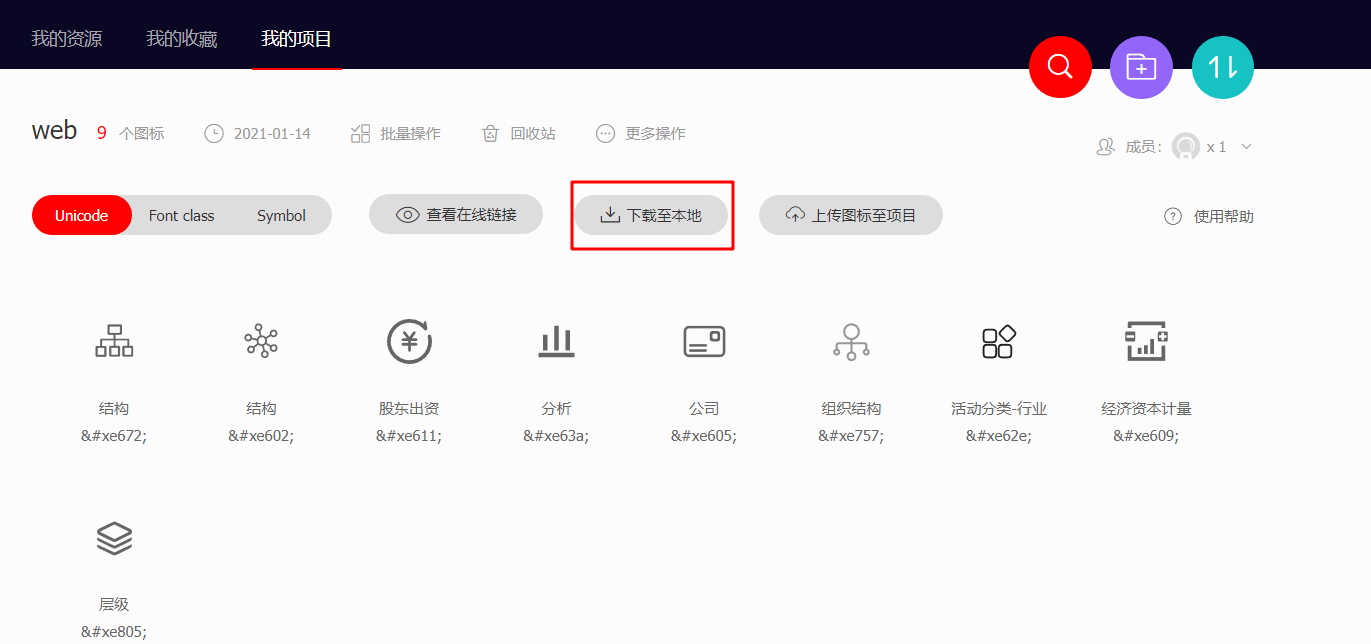 我的资源 我的收藏 我的项目
web 9 个图标 2021-01-14 批量操作 回收站 更多操作
成员: x 1
Unicode Font class Symbol 查看在线链接 下载至本地 上传图标至项目 ? 使用帮助
结构 结构 股东出资 分析 公司 组织结构 活动分类-行业 经济资本计量
&#xe672; &#xe602; &#xe611; &#xe63a; &#xe605; &#xe757; &#xe62e; &#xe609;
层级
&#xe805;